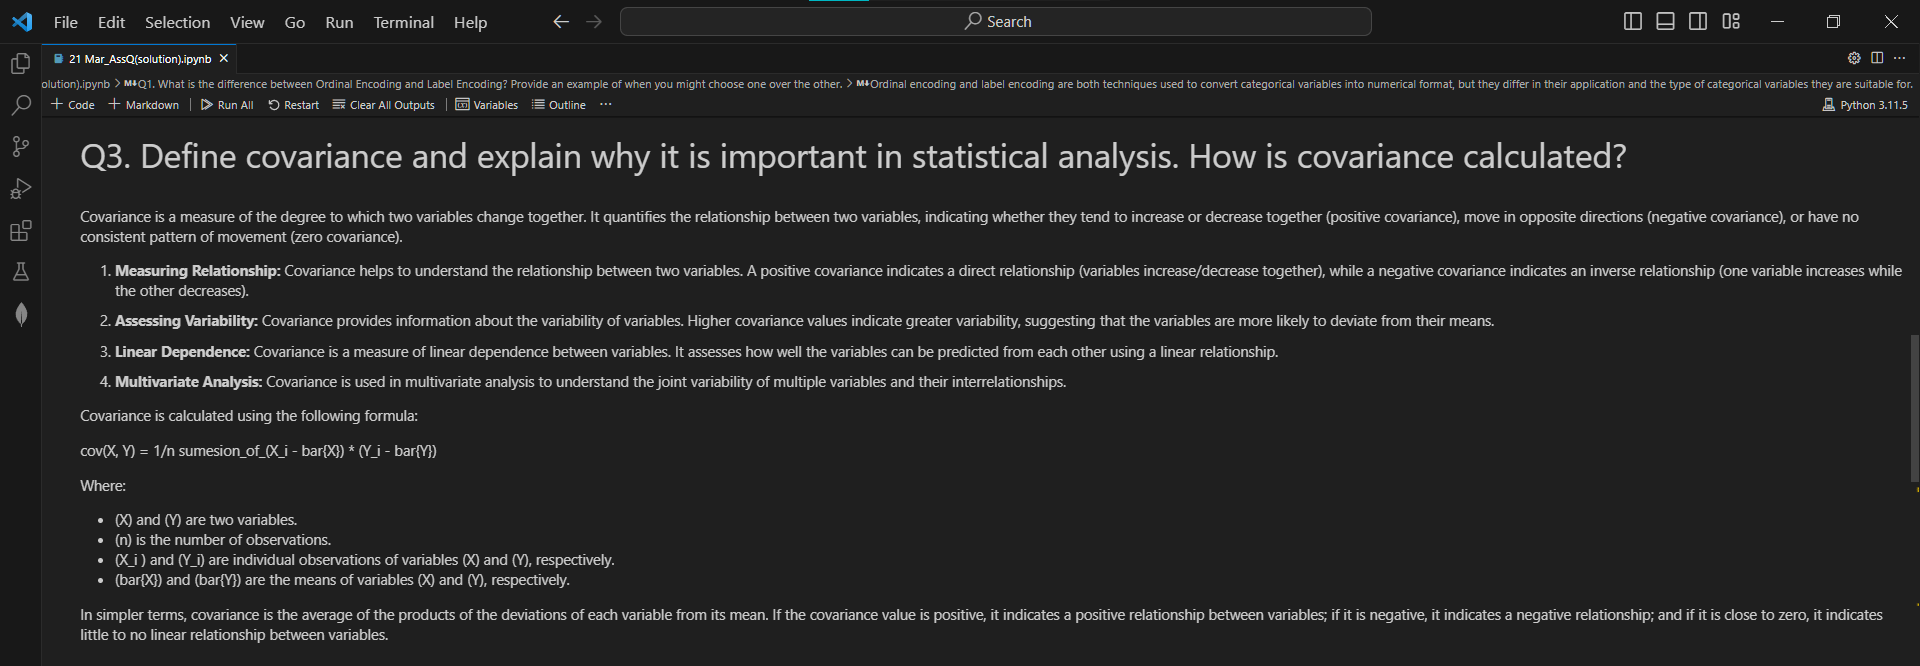 File Edit Selection View Go Run Terminal Help
Search
21 Mar_AssQ(solution).ipynb
olution).ipynb > M↓Q1. What is the difference between Ordinal Encoding and Label Encoding? Provide an example of when you might choose one over the other. > M↓Ordinal encoding and label encoding are both techniques used to convert categorical variables into numerical format, but they differ in their application and the type of categorical variables they are suitable for.
+ Code + Markdown | Run All Restart Clear All Outputs | Variables Outline ... Python 3.11.5
Q3. Define covariance and explain why it is important in statistical analysis. How is covariance calculated?
Covariance is a measure of the degree to which two variables change together. It quantifies the relationship between two variables, indicating whether they tend to increase or decrease together (positive covariance), move in opposite directions (negative covariance), or have no
consistent pattern of movement (zero covariance).
1. Measuring Relationship: Covariance helps to understand the relationship between two variables. A positive covariance indicates a direct relationship (variables increase/decrease together), while a negative covariance indicates an inverse relationship (one variable increases while
the other decreases).
2. Assessing Variability: Covariance provides information about the variability of variables. Higher covariance values indicate greater variability, suggesting that the variables are more likely to deviate from their means.
3. Linear Dependence: Covariance is a measure of linear dependence between variables. It assesses how well the variables can be predicted from each other using a linear relationship.
4. Multivariate Analysis: Covariance is used in multivariate analysis to understand the joint variability of multiple variables and their interrelationships.
Covariance is calculated using the following formula:
cov(X, Y) = 1/n sumesion_of_(X_i - bar{X}) * (Y_i - bar{Y})
Where:
• (X) and (Y) are two variables.
• (n) is the number of observations.
• (X_i ) and (Y_i) are individual observations of variables (X) and (Y), respectively.
• (bar{X}) and (bar{Y}) are the means of variables (X) and (Y), respectively.
In simpler terms, covariance is the average of the products of the deviations of each variable from its mean. If the covariance value is positive, it indicates a positive relationship between variables; if it is negative, it indicates a negative relationship; and if it is close to zero, it indicates
little to no linear relationship between variables.